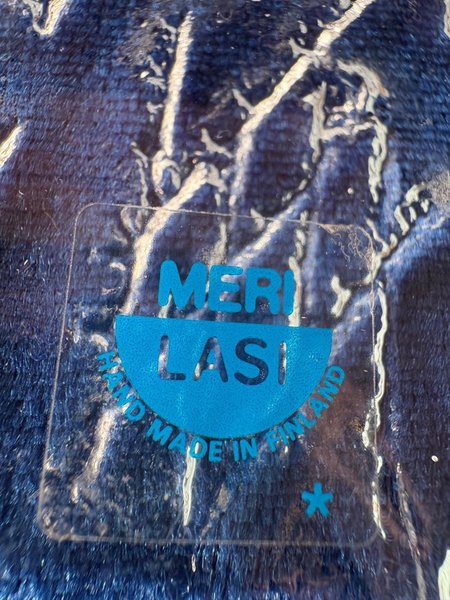 MERI
LASI
HAND MADE IN FINLAND
*